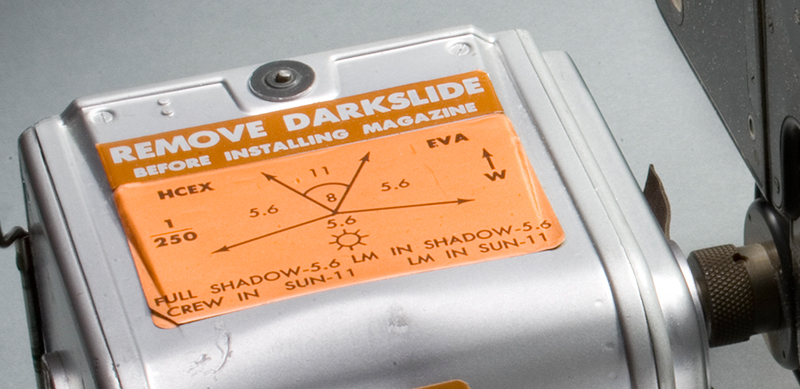 REMOVE DARKSLIDE
BEFORE INSTALLING MAGAZINE
HCEX
EVA
1
250
11
8
5.6
5.6
5.6
W
FULL SHADOW-5.6 LM IN SHADOW-5.6
CREW IN SUN-11 LM IN SUN-11